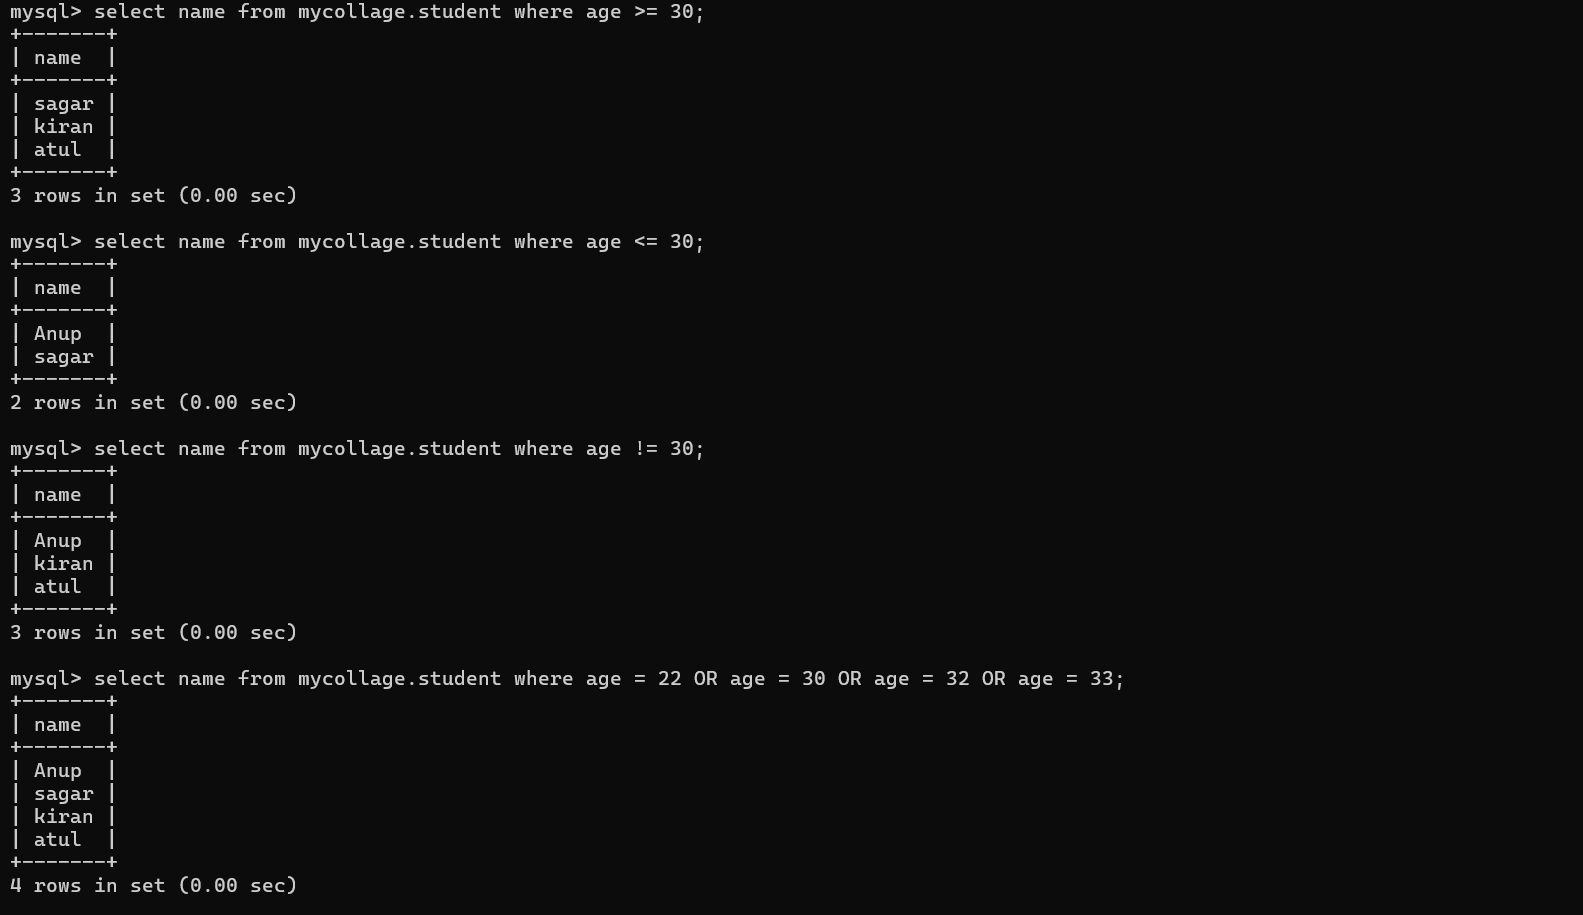 mysql> select name from mycollage.student where age >= 30;
+-------+
| name  |
+-------+
| sagar |
| kiran |
| atul  |
+-------+
3 rows in set (0.00 sec)

mysql> select name from mycollage.student where age <= 30;
+-------+
| name  |
+-------+
| Anup  |
| sagar |
+-------+
2 rows in set (0.00 sec)

mysql> select name from mycollage.student where age != 30;
+-------+
| name  |
+-------+
| Anup  |
| kiran |
| atul  |
+-------+
3 rows in set (0.00 sec)

mysql> select name from mycollage.student where age = 22 OR age = 30 OR age = 32 OR age = 33;
+-------+
| name  |
+-------+
| Anup  |
| sagar |
| kiran |
| atul  |
+-------+
4 rows in set (0.00 sec)